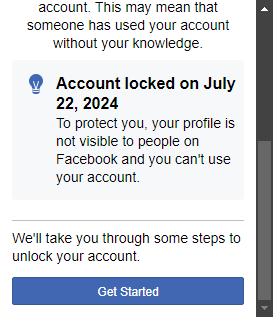 account. This may mean that
someone has used your account
without your knowledge.
Account locked on July
22, 2024
To protect you, your profile is
not visible to people on
Facebook and you can't use
your account.
We'll take you through some steps to
unlock your account.
Get Started